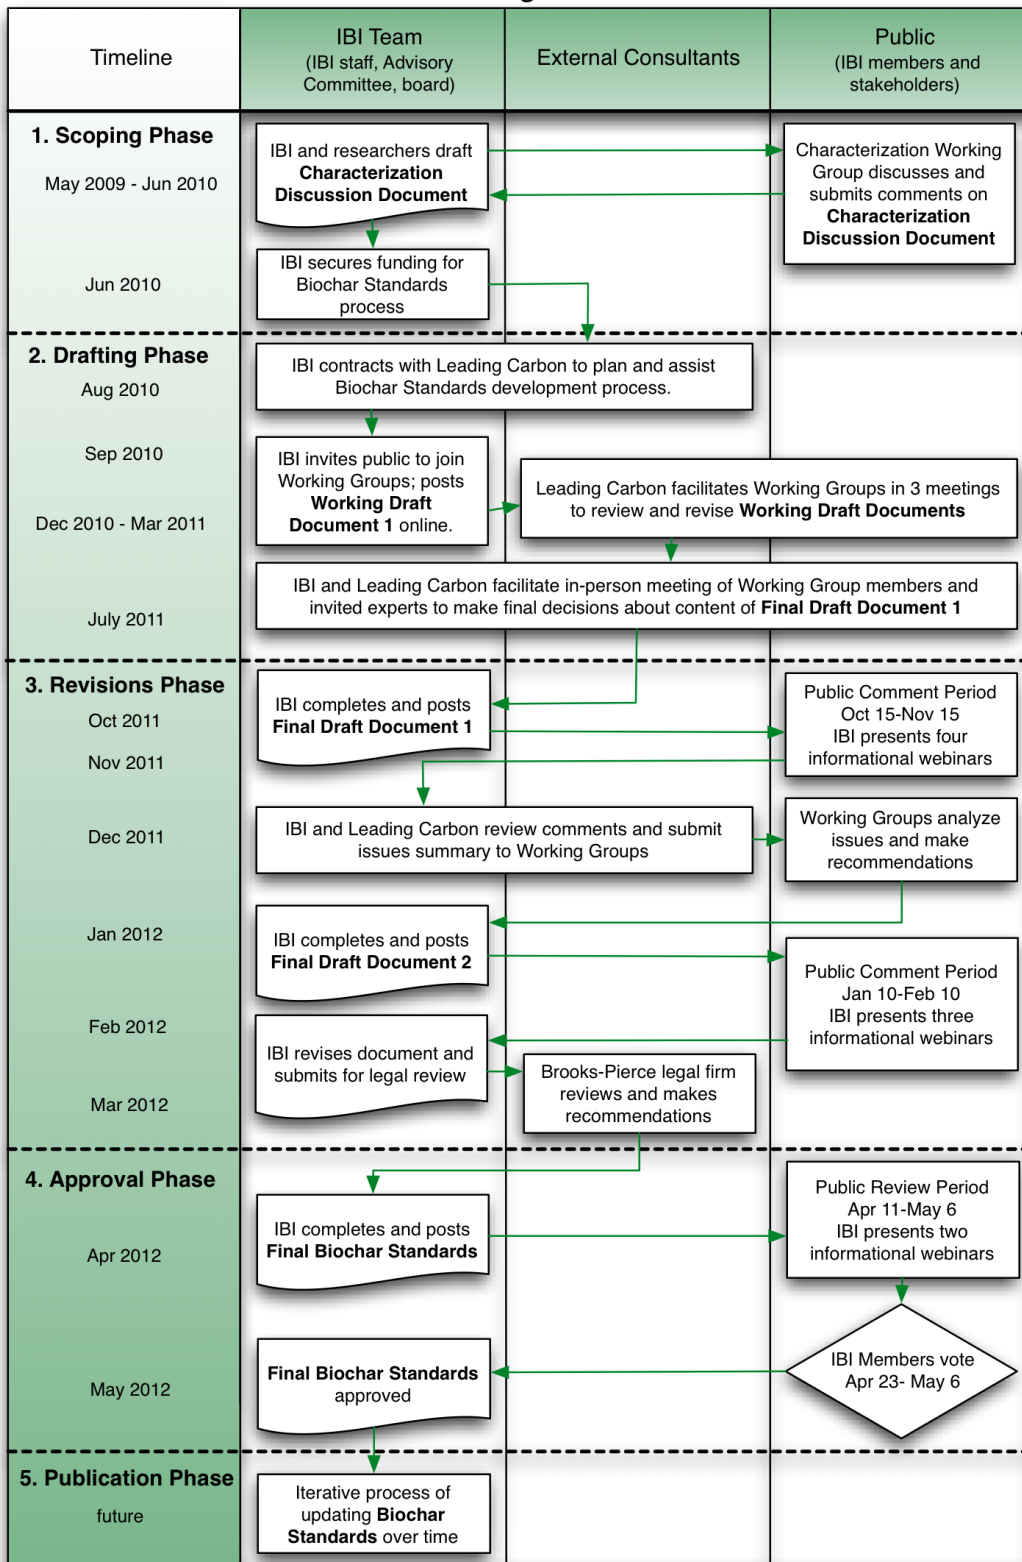 Timeline
IBI Team
(IBI staff, Advisory
Committee, board)
External Consultants
Public
(IBI members and
stakeholders)
1. Scoping Phase
May 2009 - Jun 2010
IBI and researchers draft
Characterization
Discussion Document
Characterization Working
Group discusses and
submits comments on
Characterization
Discussion Document
Jun 2010
IBI secures funding for
Biochar Standards
process
2. Drafting Phase
Aug 2010
IBI contracts with Leading Carbon to plan and assist
Biochar Standards development process.
Sep 2010
IBI invites public to join
Working Groups; posts
Working Draft
Document 1 online.
Dec 2010 - Mar 2011
Leading Carbon facilitates Working Groups in 3 meetings
to review and revise Working Draft Documents
July 2011
IBI and Leading Carbon facilitate in-person meeting of Working Group members and
invited experts to make final decisions about content of Final Draft Document 1
3. Revisions Phase
Oct 2011
IBI completes and posts
Final Draft Document 1
Public Comment Period
Oct 15-Nov 15
IBI presents four
informational webinars
Nov 2011
Dec 2011
IBI and Leading Carbon review comments and submit
issues summary to Working Groups
Working Groups analyze
issues and make
recommendations
Jan 2012
IBI completes and posts
Final Draft Document 2
Public Comment Period
Jan 10-Feb 10
IBI presents three
informational webinars
Feb 2012
IBI revises document and
submits for legal review
Mar 2012
Brooks-Pierce legal firm
reviews and makes
recommendations
4. Approval Phase
Apr 2012
IBI completes and posts
Final Biochar Standards
Public Review Period
Apr 11-May 6
IBI presents two
informational webinars
May 2012
Final Biochar Standards
approved
IBI Members vote
Apr 23- May 6
5. Publication Phase
future
Iterative process of
updating Biochar
Standards over time